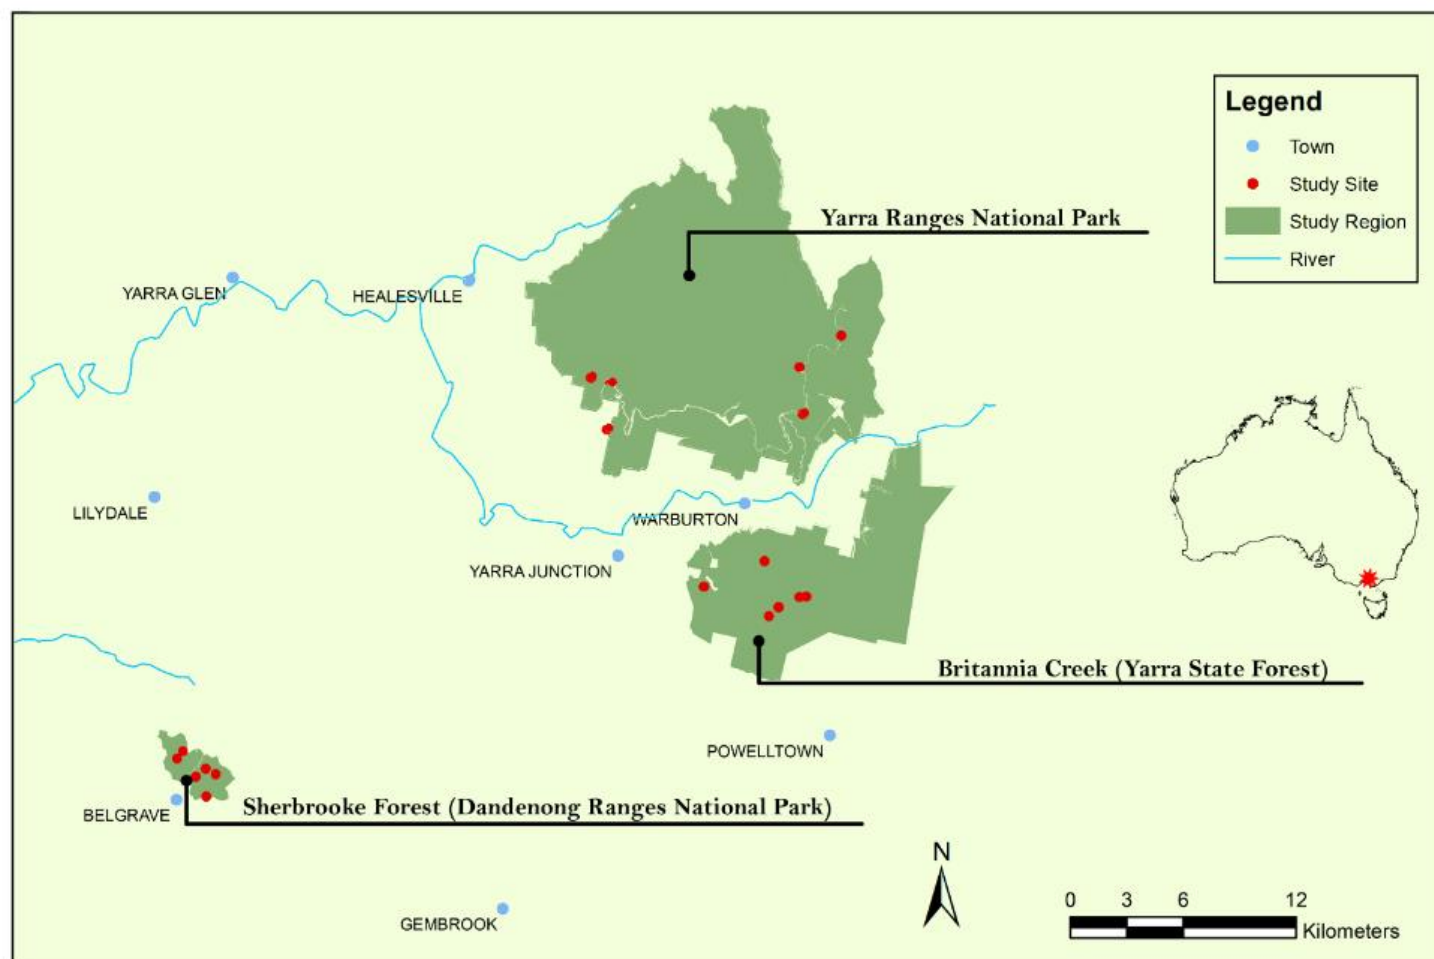 Legend
Town
Study Site
Study Region
River
Yarra Ranges National Park
YARRA GLEN
HEALESVILLE
LILYDALE
WARBURTON
YARRA JUNCTION
Britannia Creek (Yarra State Forest)
POWELLTOWN
Sherbrooke Forest (Dandenong Ranges National Park)
BELGRAVE
GEMBROOK
N
0 3 6 12
Kilometers